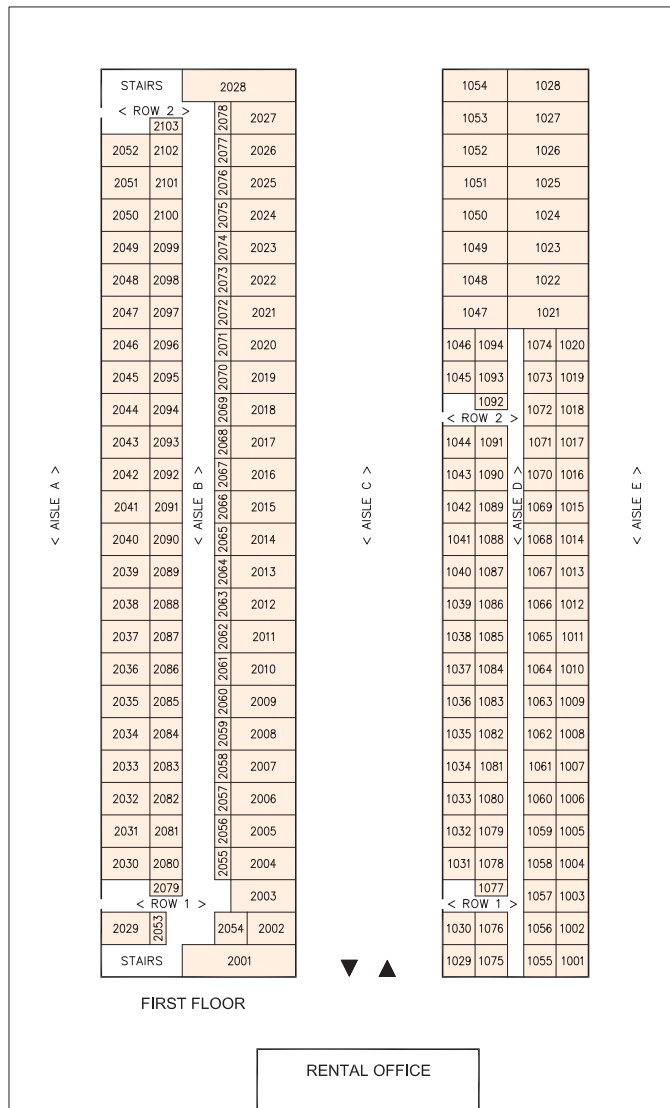 STAIRS 2028 1054 1028
< ROW 2 > 2078 2027 1053 1027
2103
2052 2102 2077 2026 1052 1026
2051 2101 2076 2025 1051 1025
2050 2100 2075 2024 1050 1024
2049 2099 2074 2023 1049 1023
2048 2098 2073 2022 1048 1022
2047 2097 2072 2021 1047 1021
2046 2096 2071 2020 1046 1094 1074 1020
2045 2095 2070 2019 1045 1093 1073 1019
1092
2044 2094 2069 2018 < ROW 2 > 1072 1018
2043 2093 2068 2017 1044 1091 1071 1017
2042 2092 2067 2016 1043 1090 1070 1016
< AISLE A > < AISLE B > < AISLE C > < AISLE D > < AISLE E >
2041 2091 2066 2015 1042 1089 1069 1015
2040 2090 2065 2014 1041 1088 1068 1014
2039 2089 2064 2013 1040 1087 1067 1013
2038 2088 2063 2012 1039 1086 1066 1012
2037 2087 2062 2011 1038 1085 1065 1011
2036 2086 2061 2010 1037 1084 1064 1010
2035 2085 2060 2009 1036 1083 1063 1009
2034 2084 2059 2008 1035 1082 1062 1008
2033 2083 2058 2007 1034 1081 1061 1007
2032 2082 2057 2006 1033 1080 1060 1006
2031 2081 2056 2005 1032 1079 1059 1005
2030 2080 2055 2004 1031 1078 1058 1004
2079 1077
< ROW 1 > 2003 < ROW 1 > 1057 1003
2029 2053 2054 2002 1030 1076 1056 1002
STAIRS 2001 1029 1075 1055 1001
FIRST FLOOR
RENTAL OFFICE